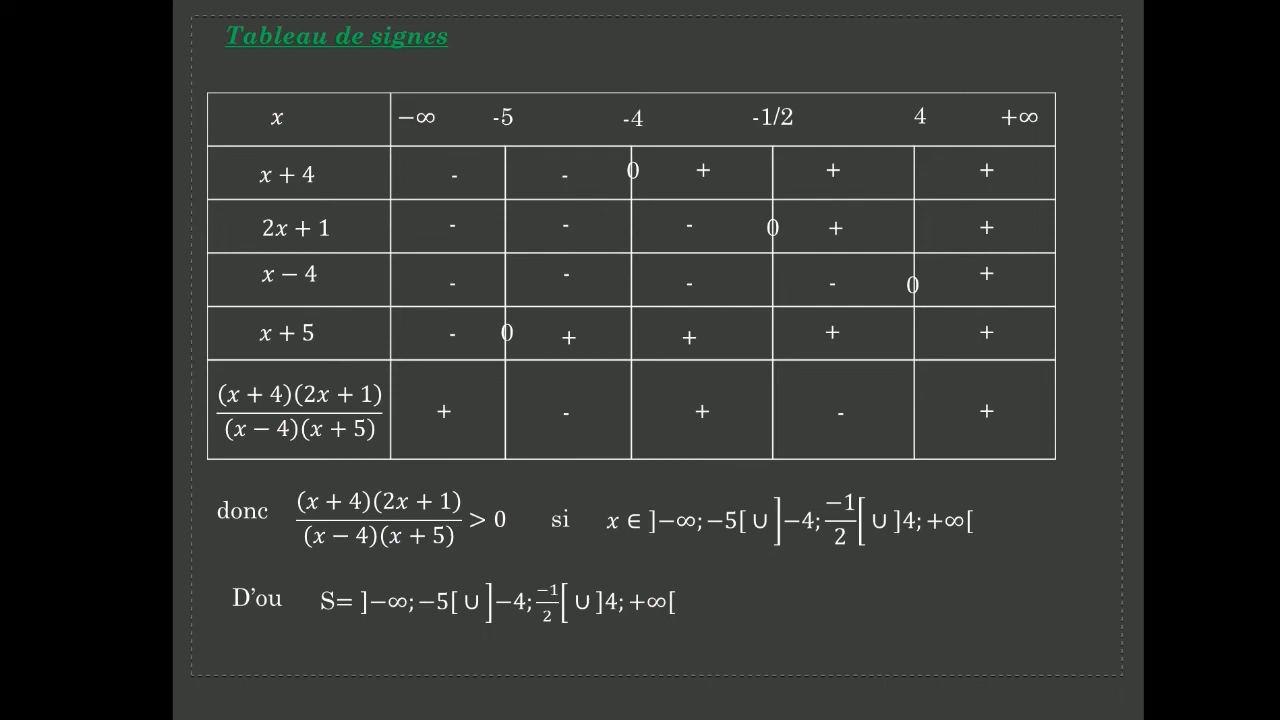 Tableau de signes
x −∞ -5 -4 -1/2 4 +∞
x + 4 - - 0 + + +
2x + 1 - - - 0 + +
x − 4 - - - - 0 +
x + 5 - 0 + + + +
(x + 4)(2x + 1)
(x − 4)(x + 5) + - + - +
donc (x + 4)(2x + 1)/(x − 4)(x + 5) > 0 si x ∈ ]−∞; −5[ ∪ ]−4; −1/2[ ∪ ]4; +∞[
D'ou S= ]−∞; −5[ ∪ ]−4; −1/2[ ∪ ]4; +∞[